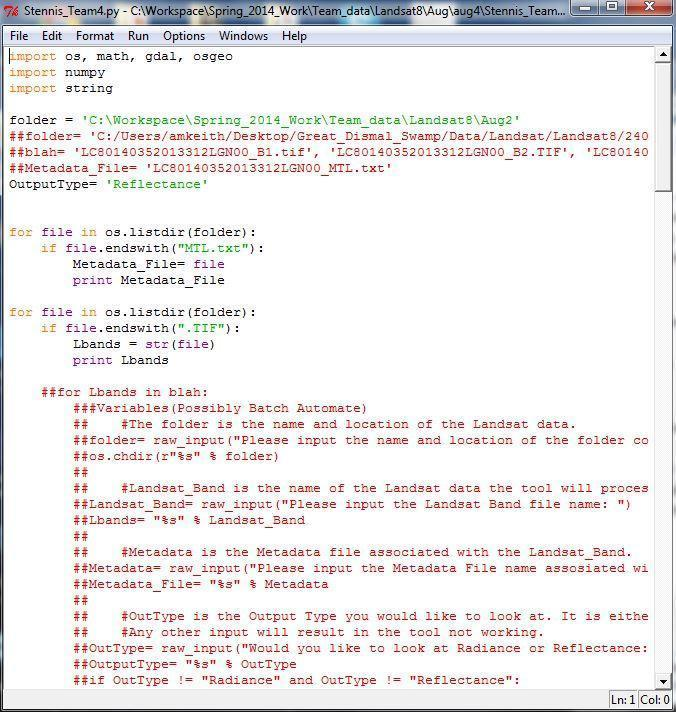 Stennis_Team4.py - C:\Workspace\Spring_2014_Work\Team_data\Landsat8\Aug\aug4\Stennis_Team...
File Edit Format Run Options Windows Help
import os, math, gdal, osgeo
import numpy
import string
folder = 'C:\Workspace\Spring_2014_Work\Team_data\Landsat8\Aug2'
##folder= 'C:/Users/amkeith/Desktop/Great_Dismal_Swamp/Data/Landsat/Landsat8/240
##blah= 'LC80140352013312LGN00_B1.tif', 'LC80140352013312LGN00_B2.TIF', 'LC80140
##Metadata_File= 'LC80140352013312LGN00_MTL.txt'
OutputType= 'Reflectance'
for file in os.listdir(folder):
    if file.endswith("MTL.txt"):
        Metadata_File= file
        print Metadata_File
for file in os.listdir(folder):
    if file.endswith(".TIF"):
        Lbands = str(file)
        print Lbands
    ##for Lbands in blah:
        ###Variables(Possibly Batch Automate)
        ##    #The folder is the name and location of the Landsat data.
        ##folder= raw_input("Please input the name and location of the folder co
        ##os.chdir(r"%s" % folder)
        ##
        ##    #Landsat_Band is the name of the Landsat data the tool will proces
        ##Landsat_Band= raw_input("Please input the Landsat Band file name: ")
        ##Lbands= "%s" % Landsat_Band
        ##
        ##    #Metadata is the Metadata file associated with the Landsat_Band.
        ##Metadata= raw_input("Please input the Metadata File name assosiated wi
        ##Metadata_File= "%s" % Metadata
        ##
        ##    #OutType is the Output Type you would like to look at. It is eithe
        ##    #Any other input will result in the tool not working.
        ##OutType= raw_input("Would you like to look at Radiance or Reflectance:
        ##OutputType= "%s" % OutType
        ##if OutType != "Radiance" and OutType != "Reflectance":
Ln: 1 Col: 0